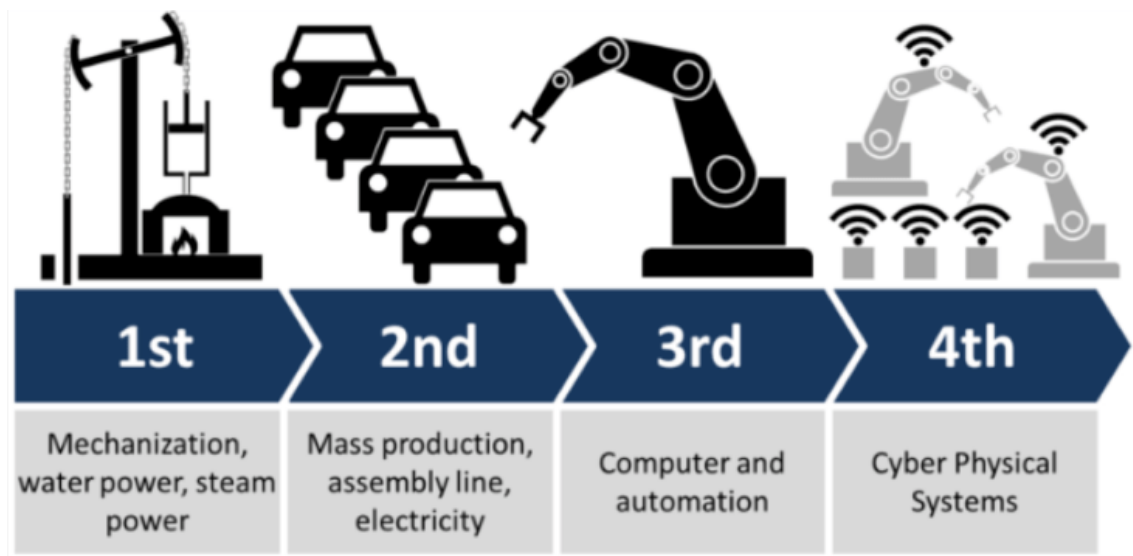 1st
2nd
3rd
4th
Mechanization,
water power, steam
power
Mass production,
assembly line,
electricity
Computer and
automation
Cyber Physical
Systems